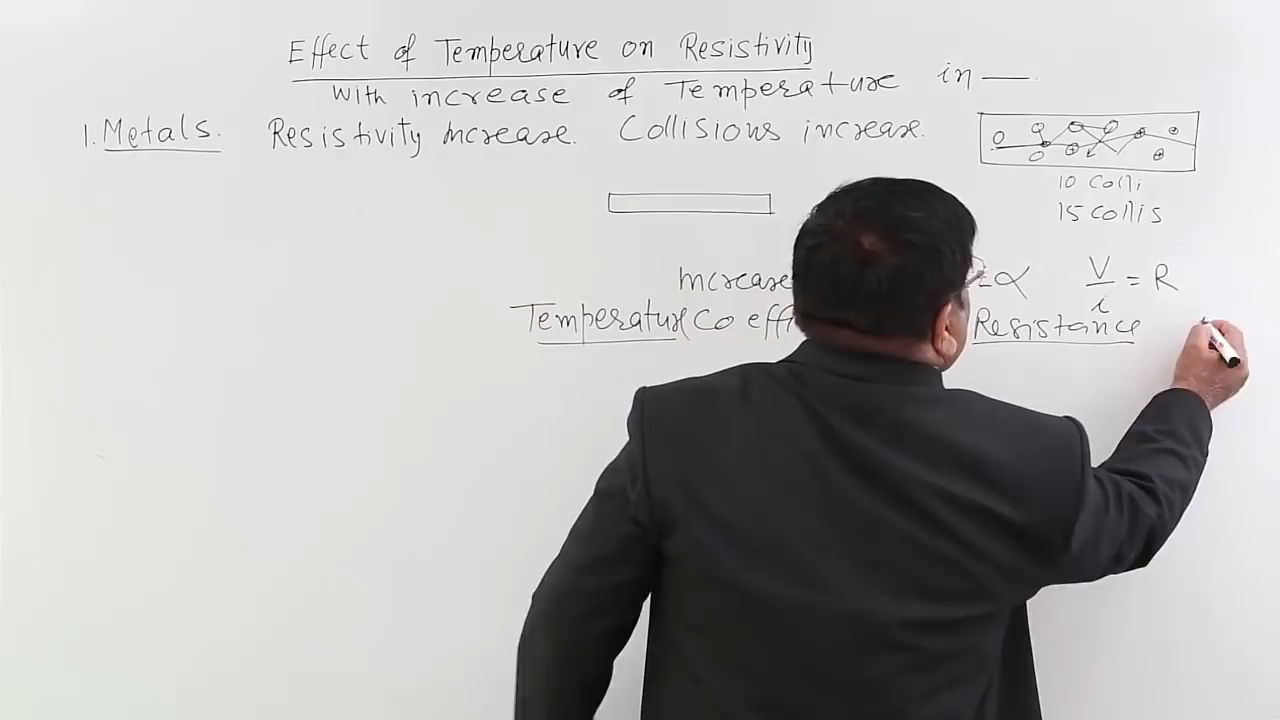 Effect of Temperature on Resistivity
With increase of Temperature in —
1. Metals. Resistivity increase. Collisions increase.
10 Colli
15 Collis
increase = ∝ V/i = R
Temperature Co eff Resistance